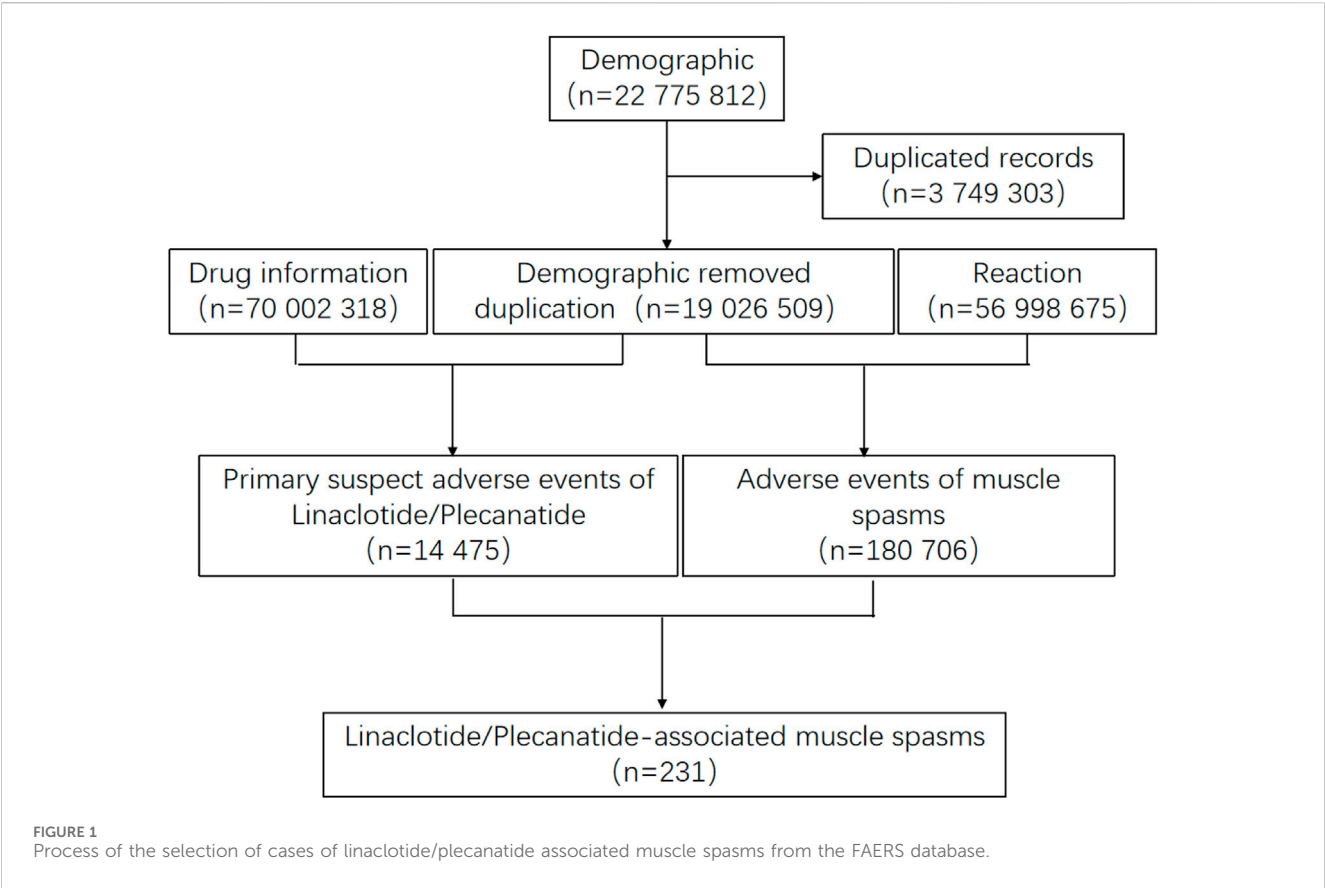 Demographic
(n=22 775 812)
Duplicated records
(n=3 749 303)
Drug information
(n=70 002 318)
Demographic removed
duplication (n=19 026 509)
Reaction
(n=56 998 675)
Primary suspect adverse events of
Linaclotide/Plecanatide
(n=14 475)
Adverse events of muscle
spasms
(n=180 706)
Linaclotide/Plecanatide-associated muscle spasms
(n=231)
FIGURE 1
Process of the selection of cases of linaclotide/plecanatide associated muscle spasms from the FAERS database.